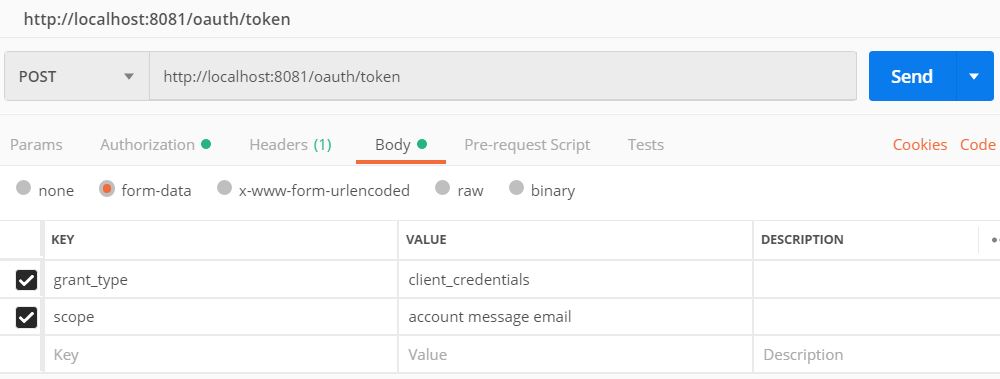 http://localhost:8081/oauth/token
POST http://localhost:8081/oauth/token Send
Params Authorization Headers (1) Body Pre-request Script Tests Cookies Code
none form-data x-www-form-urlencoded raw binary
KEY VALUE DESCRIPTION
grant_type client_credentials
scope account message email
Key Value Description